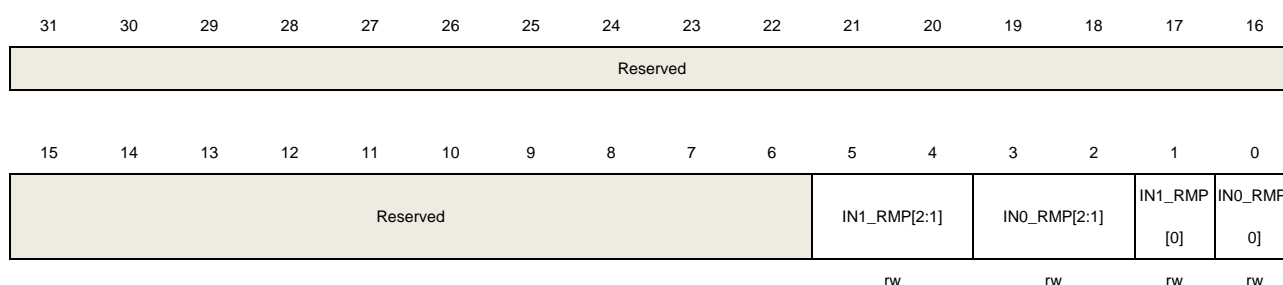 31 30 29 28 27 26 25 24 23 22 21 20 19 18 17 16
Reserved
15 14 13 12 11 10 9 8 7 6 5 4 3 2 1 0
Reserved IN1_RMP[2:1] IN0_RMP[2:1] IN1_RMP IN0_RMP
[0] 0]
rw rw rw rw